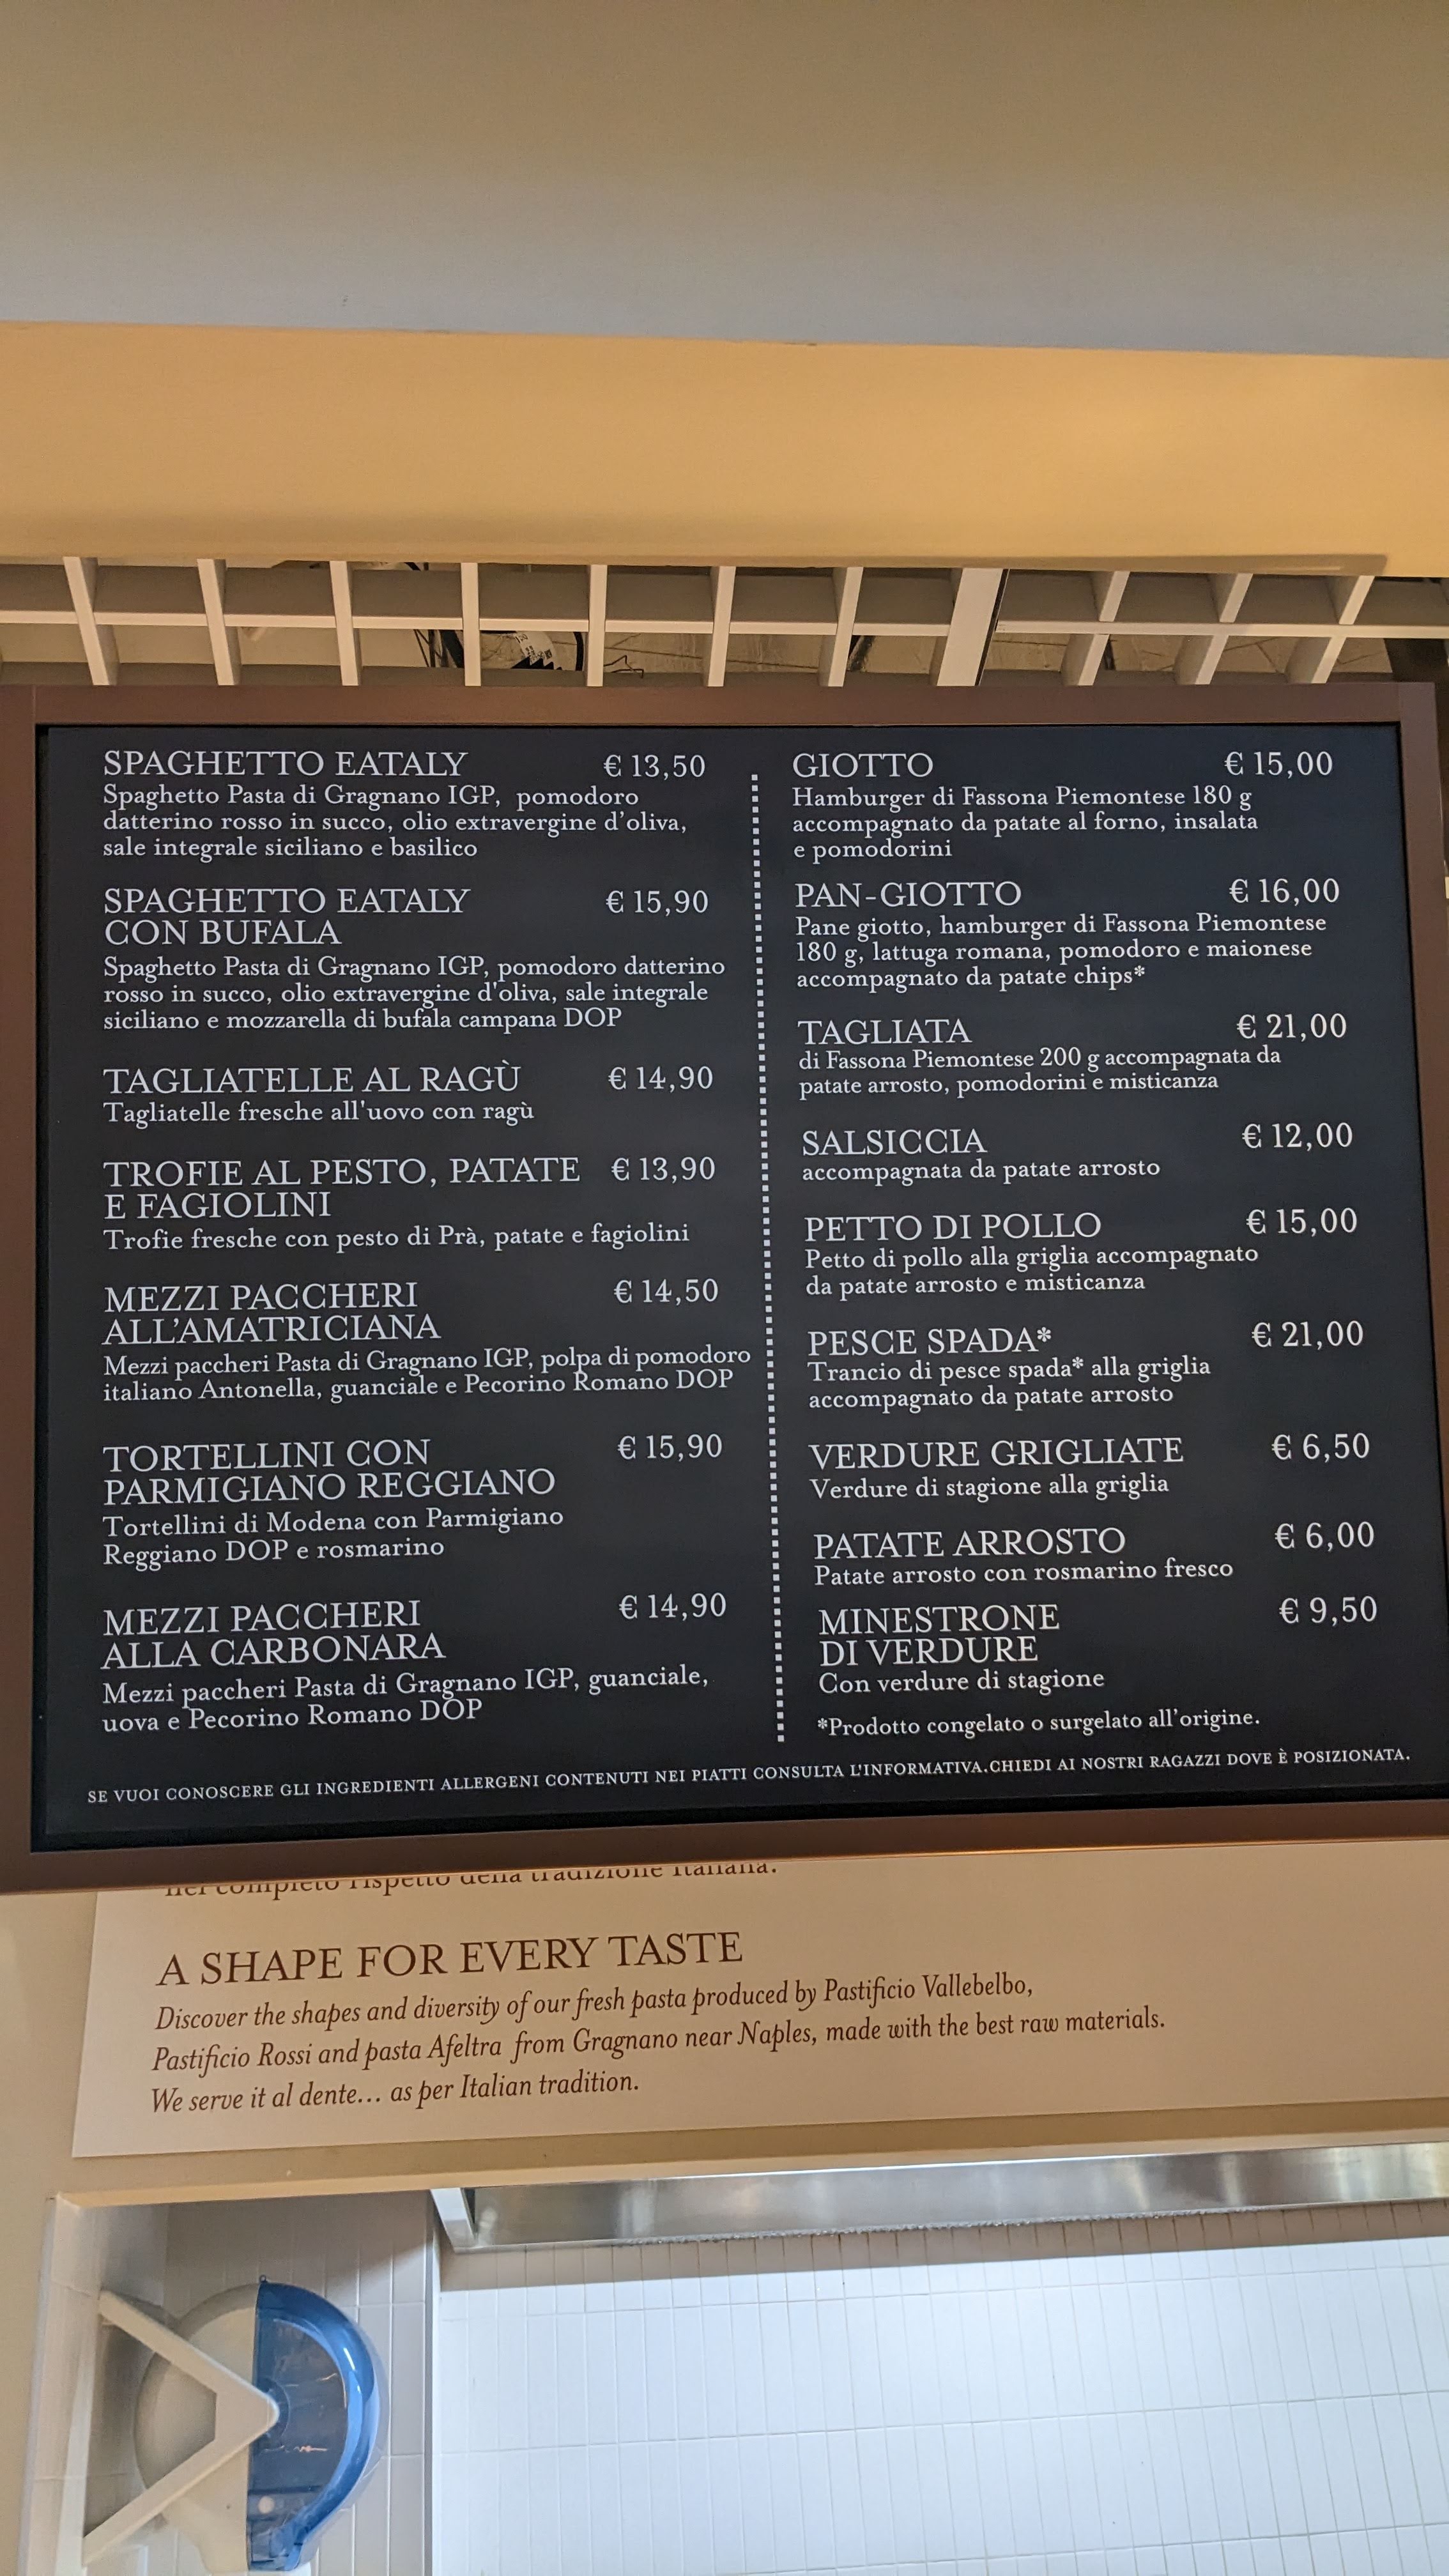 SPAGHETTO EATALY € 13,50
Spaghetto Pasta di Gragnano IGP, pomodoro
datterino rosso in succo, olio extravergine d'oliva,
sale integrale siciliano e basilico
SPAGHETTO EATALY € 15,90
CON BUFALA
Spaghetto Pasta di Gragnano IGP, pomodoro datterino
rosso in succo, olio extravergine d'oliva, sale integrale
siciliano e mozzarella di bufala campana DOP
TAGLIATELLE AL RAGÙ € 14,90
Tagliatelle fresche all'uovo con ragù
TROFIE AL PESTO, PATATE € 13,90
E FAGIOLINI
Trofie fresche con pesto di Prà, patate e fagiolini
MEZZI PACCHERI € 14,50
ALL'AMATRICIANA
Mezzi paccheri Pasta di Gragnano IGP, polpa di pomodoro
italiano Antonella, guanciale e Pecorino Romano DOP
TORTELLINI CON € 15,90
PARMIGIANO REGGIANO
Tortellini di Modena con Parmigiano
Reggiano DOP e rosmarino
MEZZI PACCHERI € 14,90
ALLA CARBONARA
Mezzi paccheri Pasta di Gragnano IGP, guanciale,
uova e Pecorino Romano DOP
GIOTTO € 15,00
Hamburger di Fassona Piemontese 180 g
accompagnato da patate al forno, insalata
e pomodorini
PAN-GIOTTO € 16,00
Pane giotto, hamburger di Fassona Piemontese
180 g, lattuga romana, pomodoro e maionese
accompagnato da patate chips*
TAGLIATA € 21,00
di Fassona Piemontese 200 g accompagnata da
patate arrosto, pomodorini e misticanza
SALSICCIA € 12,00
accompagnata da patate arrosto
PETTO DI POLLO € 15,00
Petto di pollo alla griglia accompagnato
da patate arrosto e misticanza
PESCE SPADA* € 21,00
Trancio di pesce spada* alla griglia
accompagnato da patate arrosto
VERDURE GRIGLIATE € 6,50
Verdure di stagione alla griglia
PATATE ARROSTO € 6,00
Patate arrosto con rosmarino fresco
MINESTRONE € 9,50
DI VERDURE
Con verdure di stagione
*Prodotto congelato o surgelato all'origine.
SE VUOI CONOSCERE GLI INGREDIENTI ALLERGENI CONTENUTI NEI PIATTI CONSULTA L'INFORMATIVA.CHIEDI AI NOSTRI RAGAZZI DOVE È POSIZIONATA.
nel completo rispetto della tradizione italiana.
A SHAPE FOR EVERY TASTE
Discover the shapes and diversity of our fresh pasta produced by Pastificio Vallebelbo,
Pastificio Rossi and pasta Afeltra from Gragnano near Naples, made with the best raw materials.
We serve it al dente... as per Italian tradition.